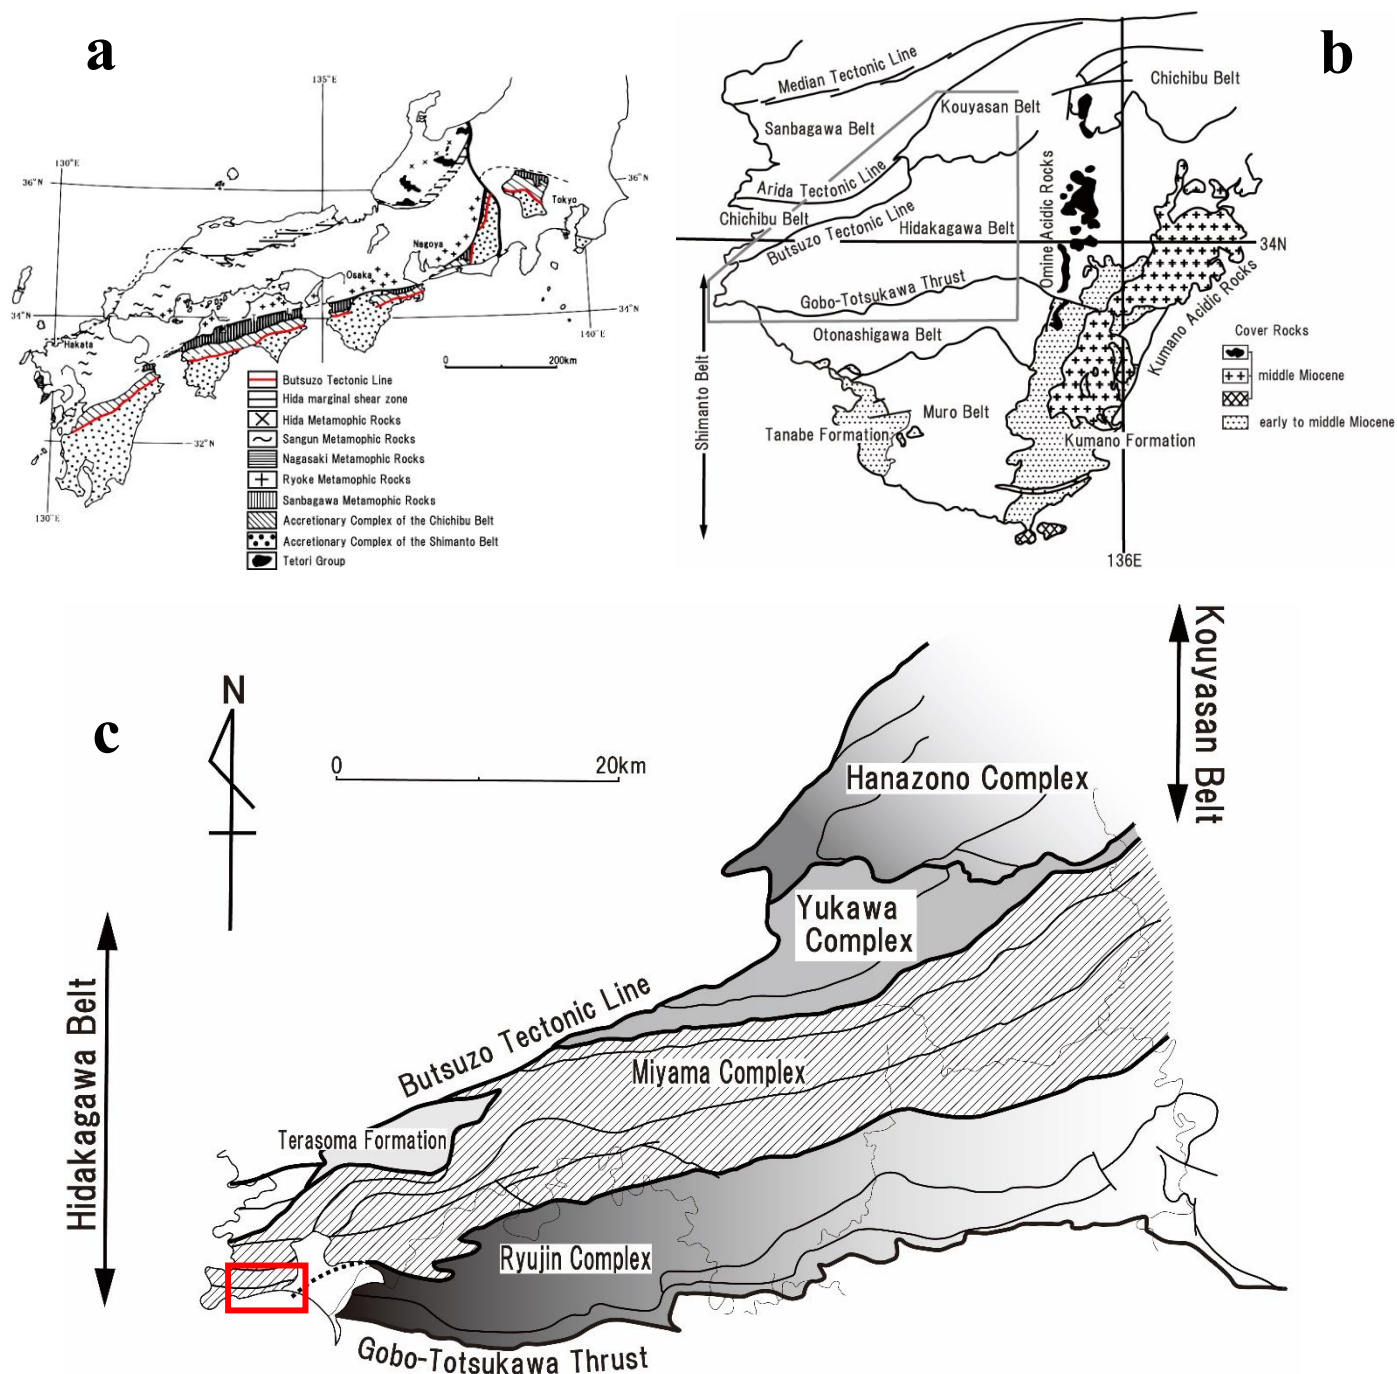 a
135°E
130°E
36°N
36°N
Tokyo
Nagoya
Osaka
34°N
34°N
Hakata
140°E
0
200km
32°N
130°E
Butsuzo Tectonic Line
Hida marginal shear zone
Hida Metamophic Rocks
Sangun Metamophic Rocks
Nagasaki Metamophic Rocks
Ryoke Metamophic Rocks
Sanbagawa Metamophic Rocks
Accretionary Complex of the Chichibu Belt
Accretionary Complex of the Shimanto Belt
Tetori Group
b
Median Tectonic Line
Chichibu Belt
Kouyasan Belt
Sanbagawa Belt
Arida Tectonic Line
Omine Acidic Rocks
Chichibu Belt
Butsuzo Tectonic Line
Hidakagawa Belt
34N
Gobo-Totsukawa Thrust
Kumano Acidic Rocks
Otonashigawa Belt
Shimanto Belt
Cover Rocks
middle Miocene
early to middle Miocene
Muro Belt
Tanabe Formation
Kumano Formation
136E
c
N
0
20km
Kouyasan Belt
Hanazono Complex
Yukawa
Complex
Hidakagawa Belt
Butsuzo Tectonic Line
Miyama Complex
Terasoma Formation
Ryujin Complex
Gobo-Totsukawa Thrust